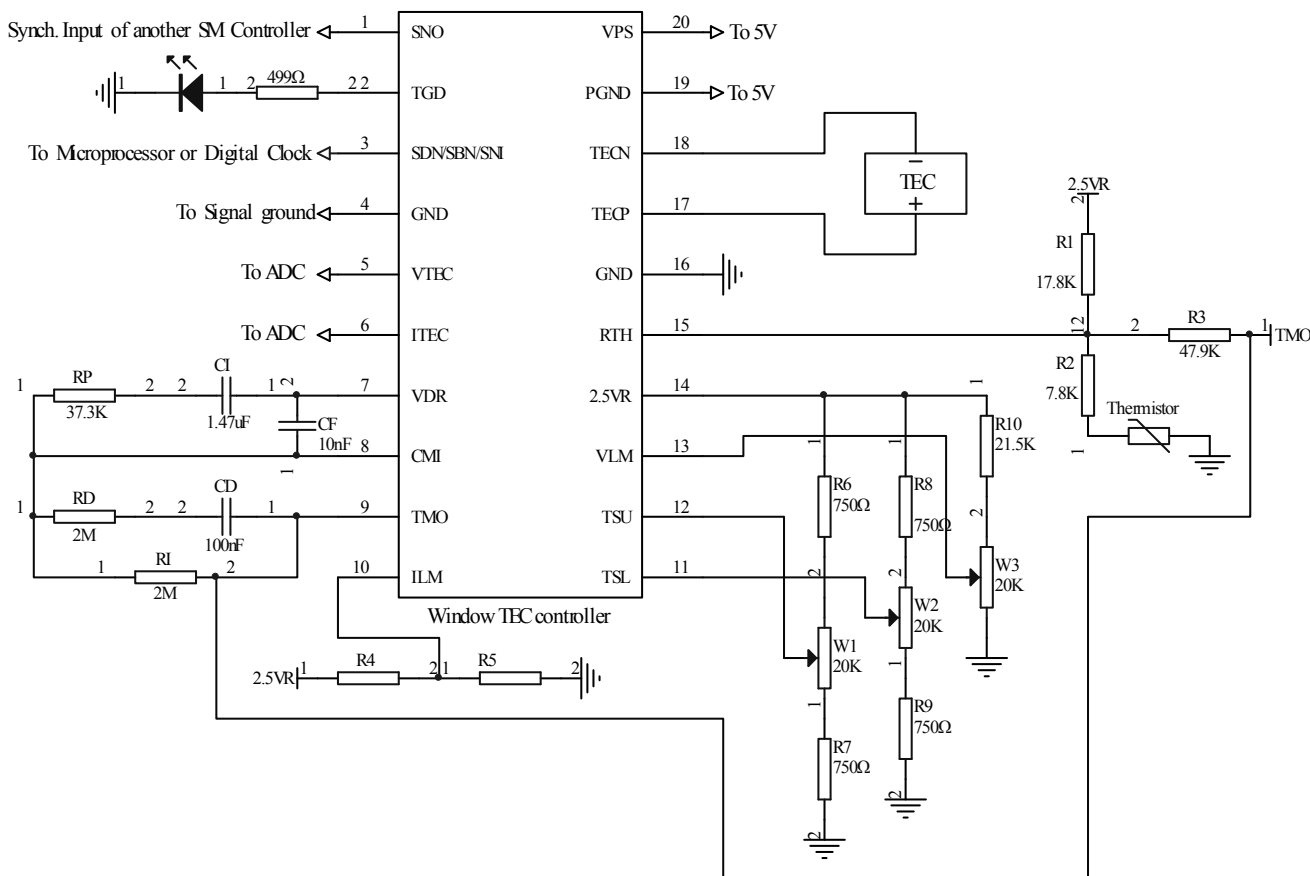 Synch. Input of another SM Controller 1 SNO VPS 20 To 5V
1 1 2 499Ω 2 2 TGD PGND 19 To 5V
To Microprocessor or Digital Clock 3 SDN/SBN/SNI TECN 18
− TEC +
To Signal ground 4 GND TECP 17
2.5VR
2
R1
17.8K
To ADC 5 VTEC GND 16
To ADC 6 ITEC RTH 15 12 2 R3 47.9K 1 TMO
R2
7.8K
Thermistor
1
1 RP 37.3K 2 2 CI 1.47uF 1 2 7 VDR 2.5VR 14 1
CF
10nF
1
R10
21.5K
2
8 CMI VLM 13
1 RD 2M 2 2 CD 100nF 1 9 TMO TSU 12
1 RI 2M 2 10 ILM TSL 11
1 R6 750Ω 2
1 R8 750Ω 2
W3
20K
W2
20K
1
W1
20K
1
Window TEC controller
2.5VR 1 R4 2 1 R5 2
R9
750Ω
2
R7
750Ω
2